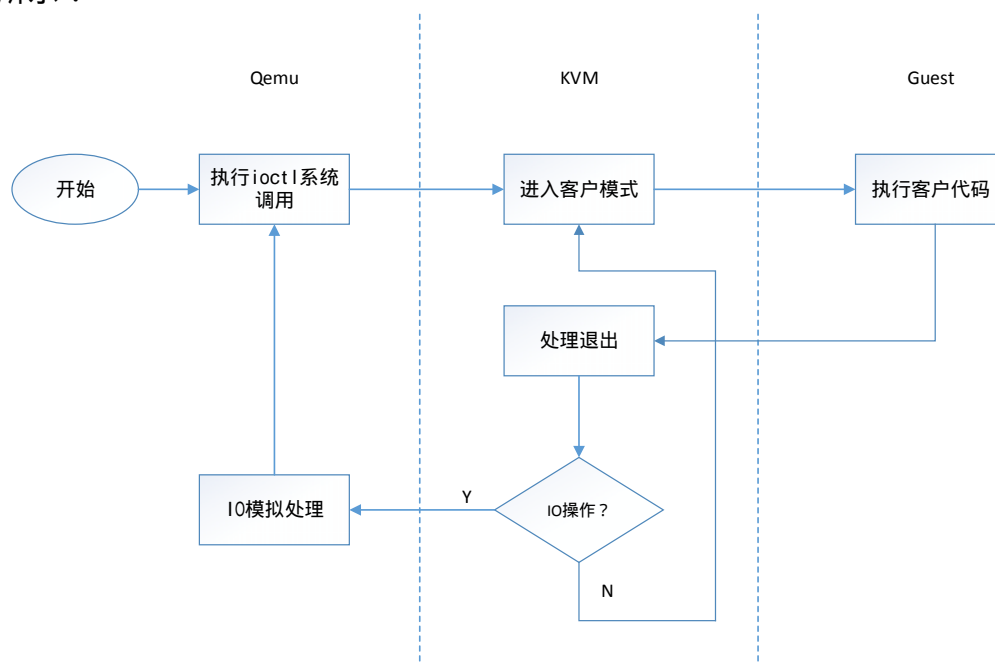 Qemu
KVM
Guest
开始
执行ioctl系统
调用
进入客户模式
执行客户代码
处理退出
IO模拟处理
Y
IO操作？
N